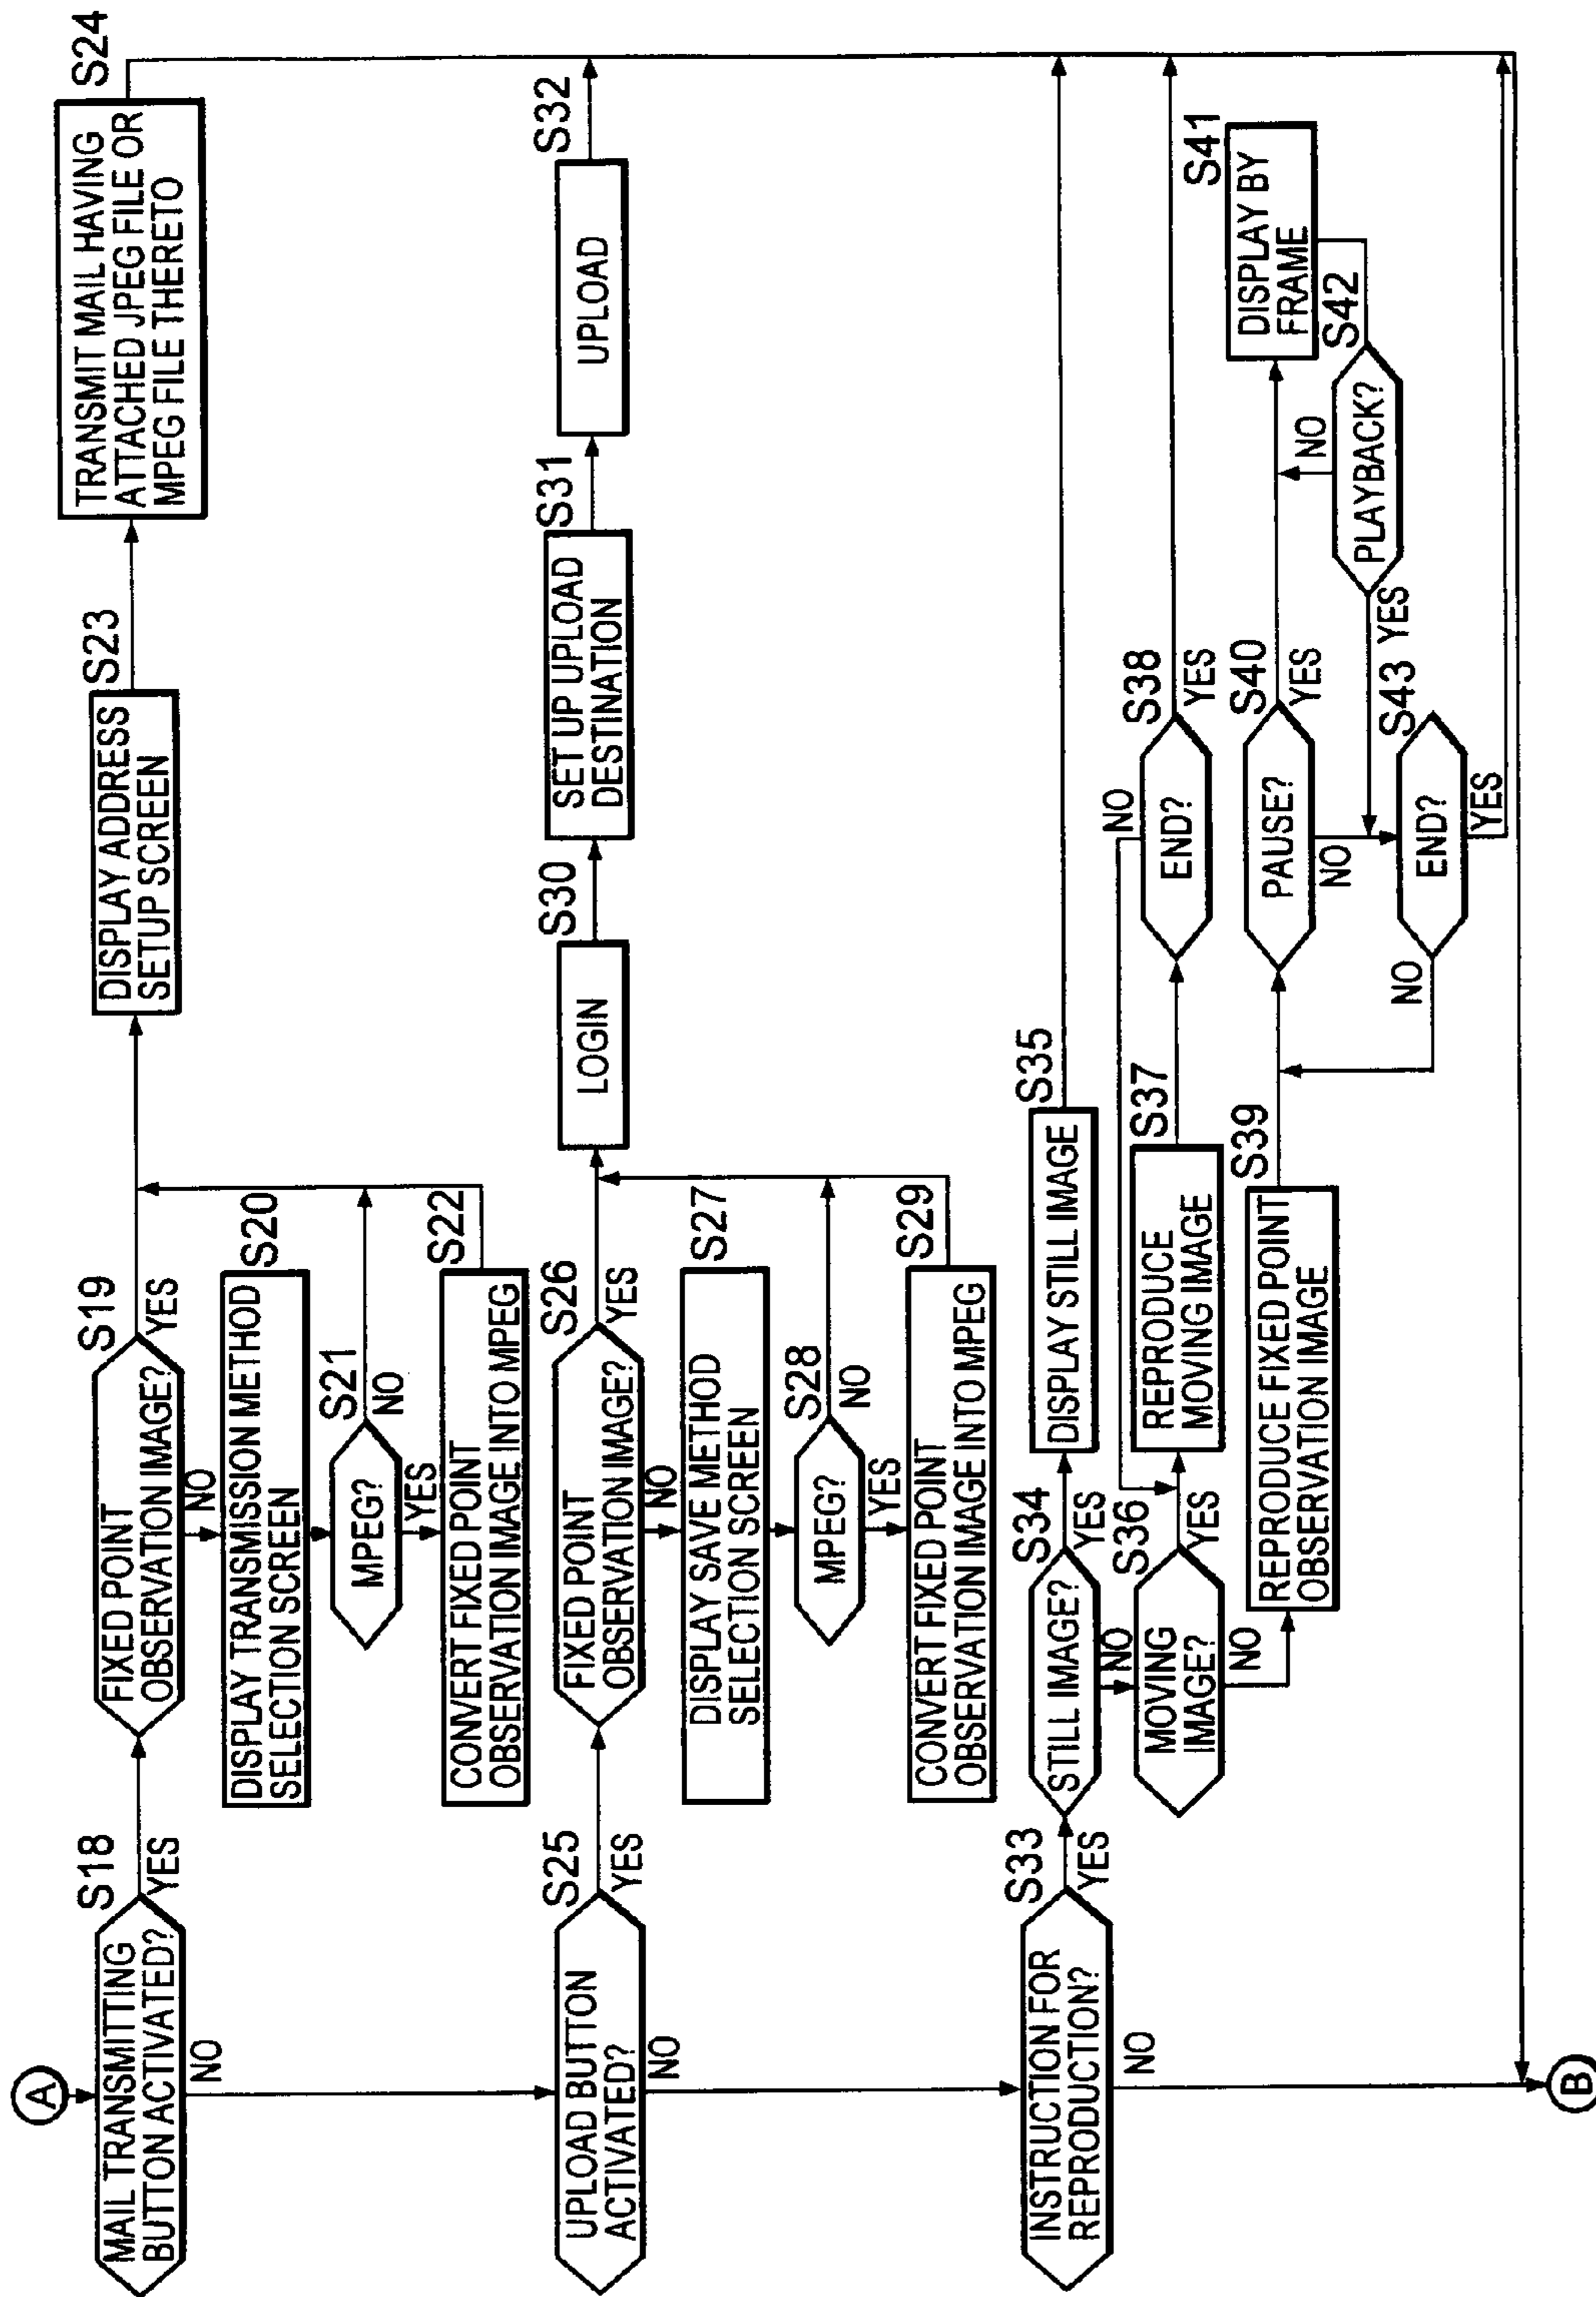 A
S18
MAIL TRANSMITTING
BUTTON ACTIVATED?
YES
NO
S19
FIXED POINT
OBSERVATION IMAGE?
YES
NO
S20
DISPLAY TRANSMISSION METHOD
SELECTION SCREEN
S21
MPEG?
NO
YES
S22
CONVERT FIXED POINT
OBSERVATION IMAGE INTO MPEG
S23
DISPLAY ADDRESS
SETUP SCREEN
S24
TRANSMIT MAIL HAVING
ATTACHED JPEG FILE OR
MPEG FILE THERETO
S25
UPLOAD BUTTON
ACTIVATED?
YES
NO
S26
FIXED POINT
OBSERVATION IMAGE?
YES
NO
S27
DISPLAY SAVE METHOD
SELECTION SCREEN
S28
MPEG?
NO
YES
S29
CONVERT FIXED POINT
OBSERVATION IMAGE INTO MPEG
S30
LOGIN
S31
SET UP UPLOAD
DESTINATION
S32
UPLOAD
S33
INSTRUCTION FOR
REPRODUCTION?
YES
NO
S34
STILL IMAGE?
YES
NO
S35
DISPLAY STILL IMAGE
S36
MOVING
IMAGE?
YES
NO
S37
REPRODUCE
MOVING IMAGE
S38
END?
NO
YES
S39
REPRODUCE FIXED POINT
OBSERVATION IMAGE
S40
PAUSE?
YES
NO
S41
DISPLAY BY
FRAME
S42
PLAYBACK?
NO
YES
S43
END?
NO
YES
B